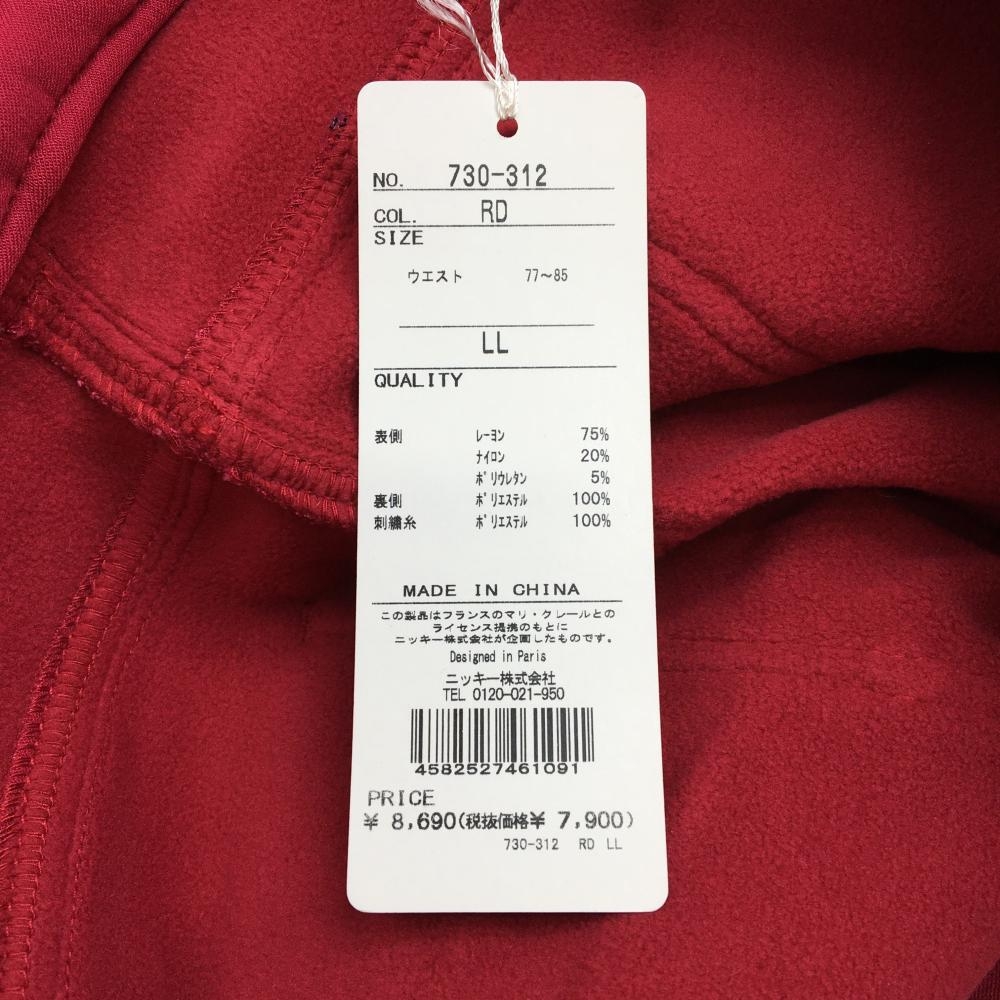 NO. 730-312
COL. RD
SIZE
ウエスト 77〜85
LL
QUALITY
表側 ﾚｰﾖﾝ 75%
ﾅｲﾛﾝ 20%
ﾎﾟﾘｳﾚﾀﾝ 5%
裏側 ﾎﾟﾘｴｽﾃﾙ 100%
刺繍糸 ﾎﾟﾘｴｽﾃﾙ 100%
MADE IN CHINA
この製品はフランスのマリ・クレールとの
ライセンス提携のもとに
ニッキー株式会社が企画したものです。
Designed in Paris
ニッキー株式会社
TEL 0120-021-950
4582527461091
PRICE
¥ 8,690(税抜価格¥ 7,900)
730-312 RD LL